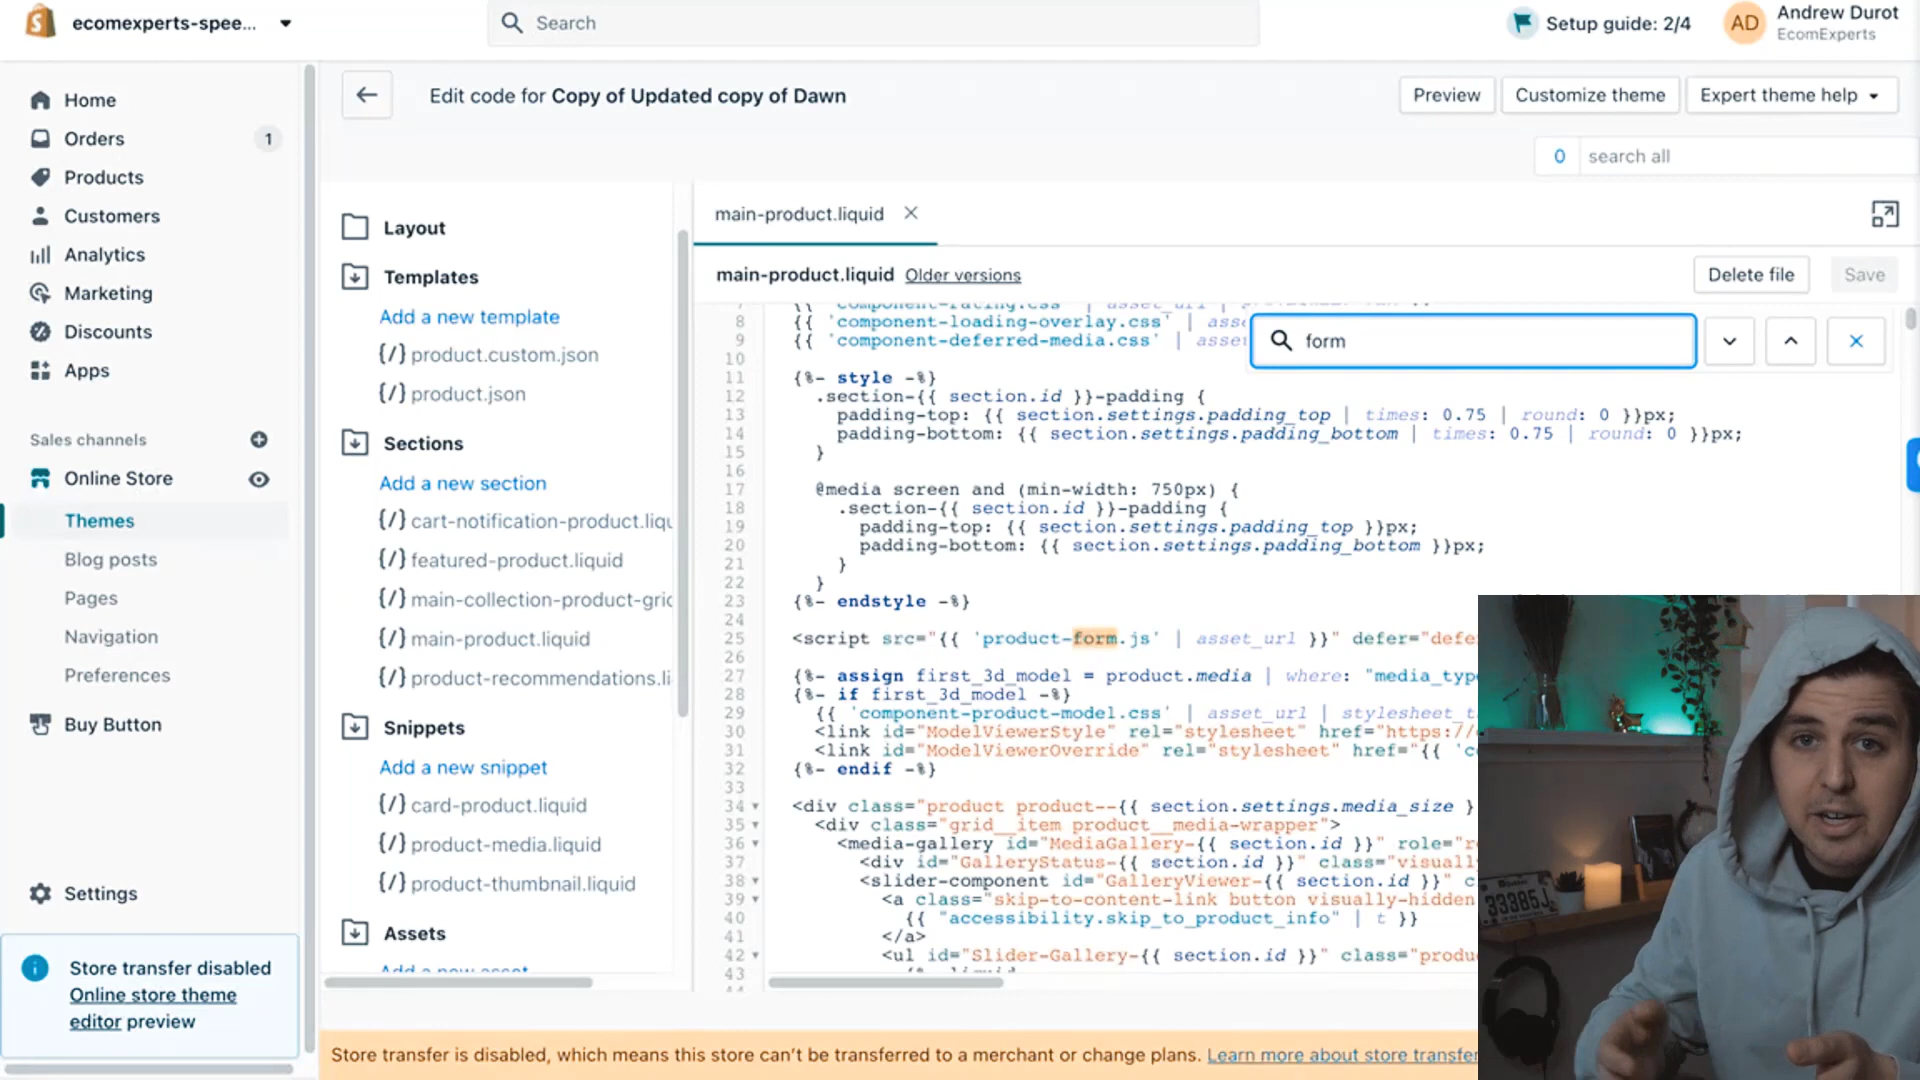 ecomexperts-spee...
Search
Setup guide: 2/4
AD
Andrew Durot
EcomExperts
Home
Orders
1
Products
Customers
Analytics
Marketing
Discounts
Apps
Sales channels
Online Store
Themes
Blog posts
Pages
Navigation
Preferences
Buy Button
Settings
Store transfer disabled
Online store theme
editor preview
Edit code for Copy of Updated copy of Dawn
Preview
Customize theme
Expert theme help
0
search all
Layout
Templates
Add a new template
{/} product.custom.json
{/} product.json
Sections
Add a new section
{/} cart-notification-product.liqu
{/} featured-product.liquid
{/} main-collection-product-gric
{/} main-product.liquid
{/} product-recommendations.li
Snippets
Add a new snippet
{/} card-product.liquid
{/} product-media.liquid
{/} product-thumbnail.liquid
Assets
Add a new asset
main-product.liquid
main-product.liquid Older versions
Delete file
Save
form
8 {{ 'component-loading-overlay.css' | asse
9 {{ 'component-deferred-media.css' | asset
10
11 {%- style -%}
12 .section-{{ section.id }}-padding {
13 padding-top: {{ section.settings.padding_top | times: 0.75 | round: 0 }}px;
14 padding-bottom: {{ section.settings.padding_bottom | times: 0.75 | round: 0 }}px;
15 }
16
17 @media screen and (min-width: 750px) {
18 .section-{{ section.id }}-padding {
19 padding-top: {{ section.settings.padding_top }}px;
20 padding-bottom: {{ section.settings.padding_bottom }}px;
21 }
22 }
23 {%- endstyle -%}
24
25 <script src="{{ 'product-form.js' | asset_url }}" defer="defe
26
27 {%- assign first_3d_model = product.media | where: "media_typ
28 {%- if first_3d_model -%}
29 {{ 'component-product-model.css' | asset_url | stylesheet_t
30 <link id="ModelViewerStyle" rel="stylesheet" href="https://
31 <link id="ModelViewerOverride" rel="stylesheet" href="{{ 'c
32 {%- endif -%}
33
34 <div class="product product--{{ section.settings.media_size }
35 <div class="grid__item product__media-wrapper">
36 <media-gallery id="MediaGallery-{{ section.id }}" role="r
37 <div id="GalleryStatus-{{ section.id }}" class="visuall
38 <slider-component id="GalleryViewer-{{ section.id }}" c
39 <a class="skip-to-content-link button visually-hidden
40 {{ "accessibility.skip_to_product_info" | t }}
41 </a>
42 <ul id="Slider-Gallery-{{ section.id }}" class="produ
43
Store transfer is disabled, which means this store can't be transferred to a merchant or change plans. Learn more about store transfer
33985J